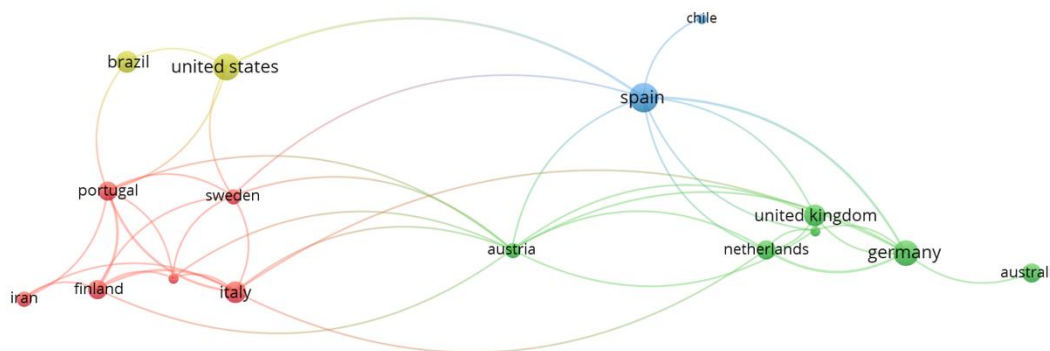 chile
brazil
united states
spain
portugal
sweden
united kingdom
austria
netherlands
germany
austral
iran
finland
italy